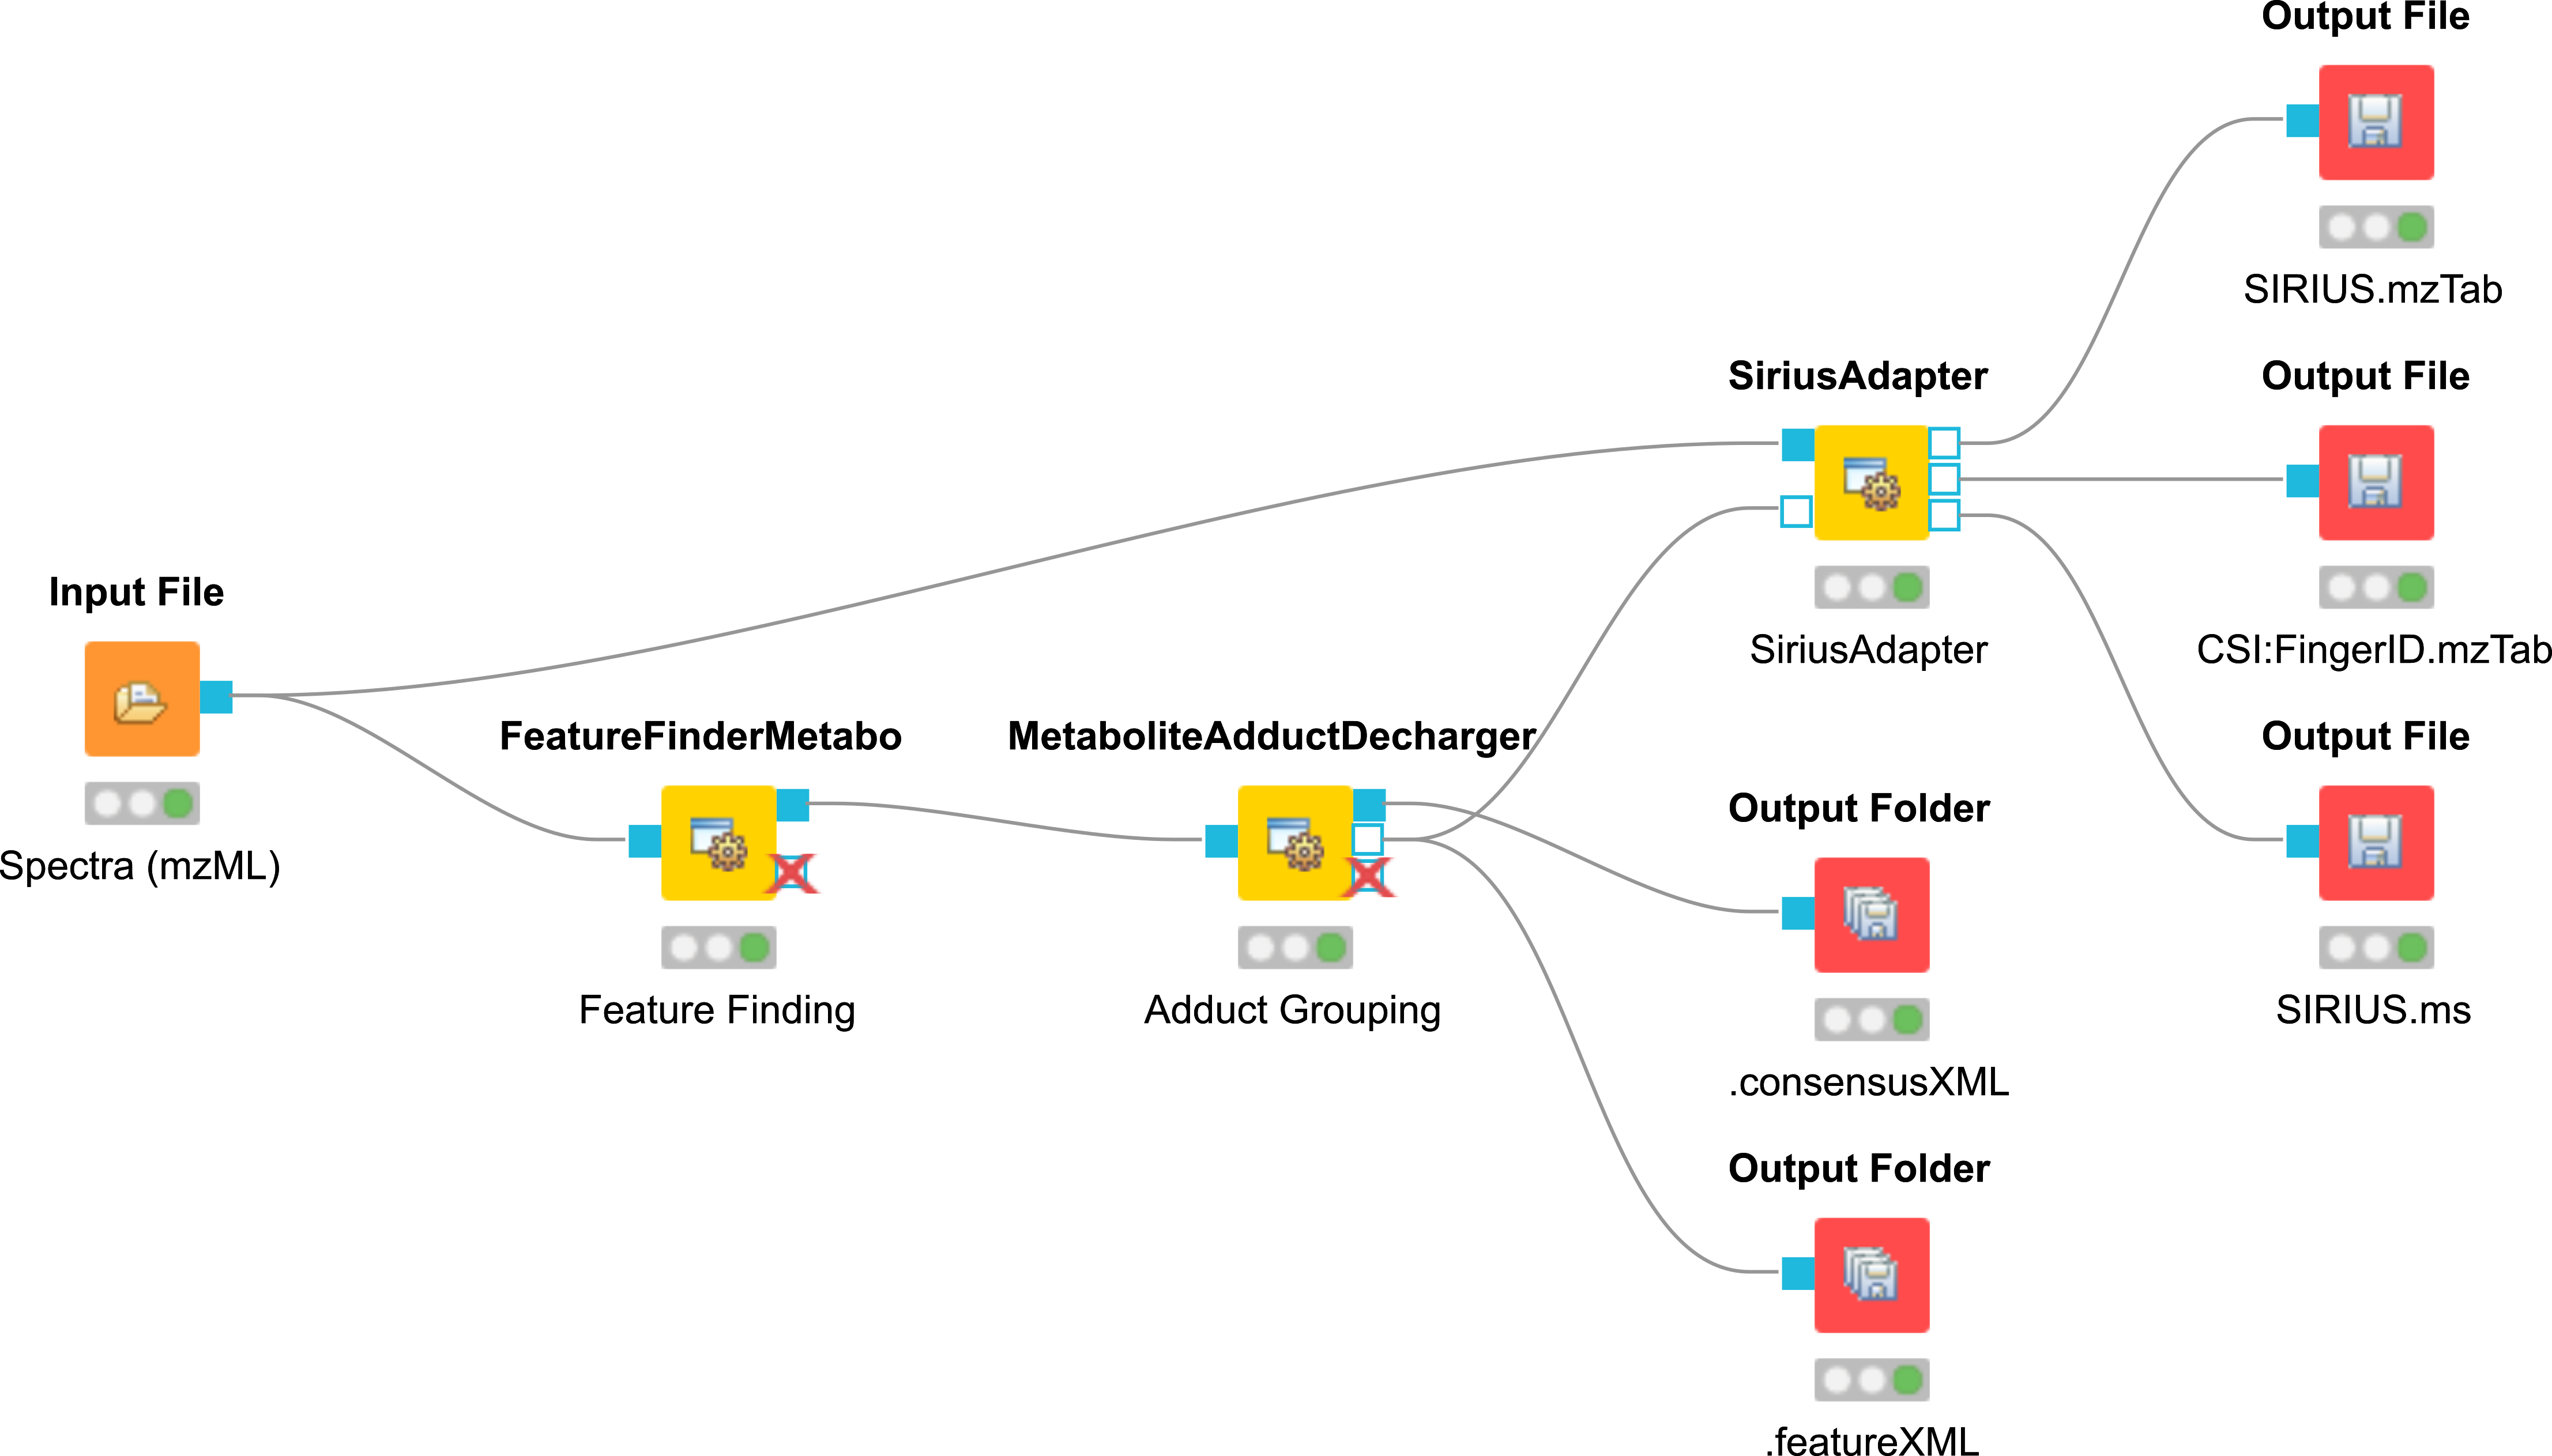 Output File
SIRIUS.mzTab
SiriusAdapter
Output File
Input File
SiriusAdapter
CSI:FingerID.mzTab
FeatureFinderMetabo
MetaboliteAdductDecharger
Output File
Output Folder
Spectra (mzML)
Feature Finding
Adduct Grouping
SIRIUS.ms
.consensusXML
Output Folder
.featureXML